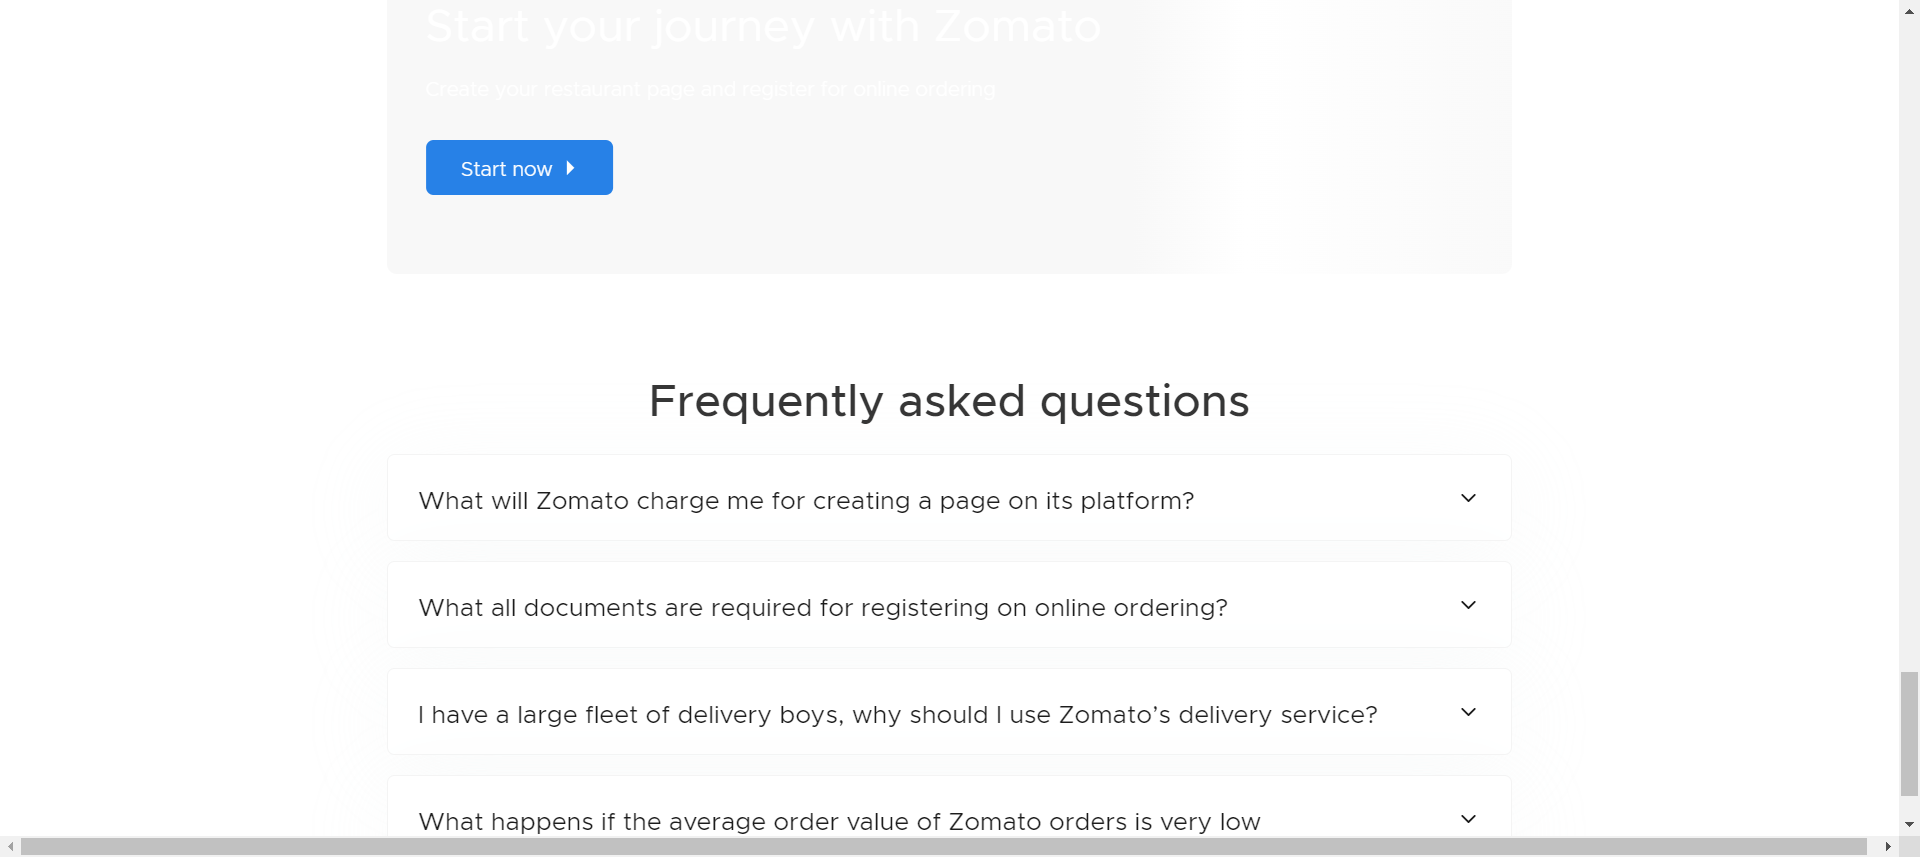 Start your journey with Zomato
Create your restaurant page and register for online ordering
Start now
Frequently asked questions
What will Zomato charge me for creating a page on its platform?
What all documents are required for registering on online ordering?
I have a large fleet of delivery boys, why should I use Zomato’s delivery service?
What happens if the average order value of Zomato orders is very low